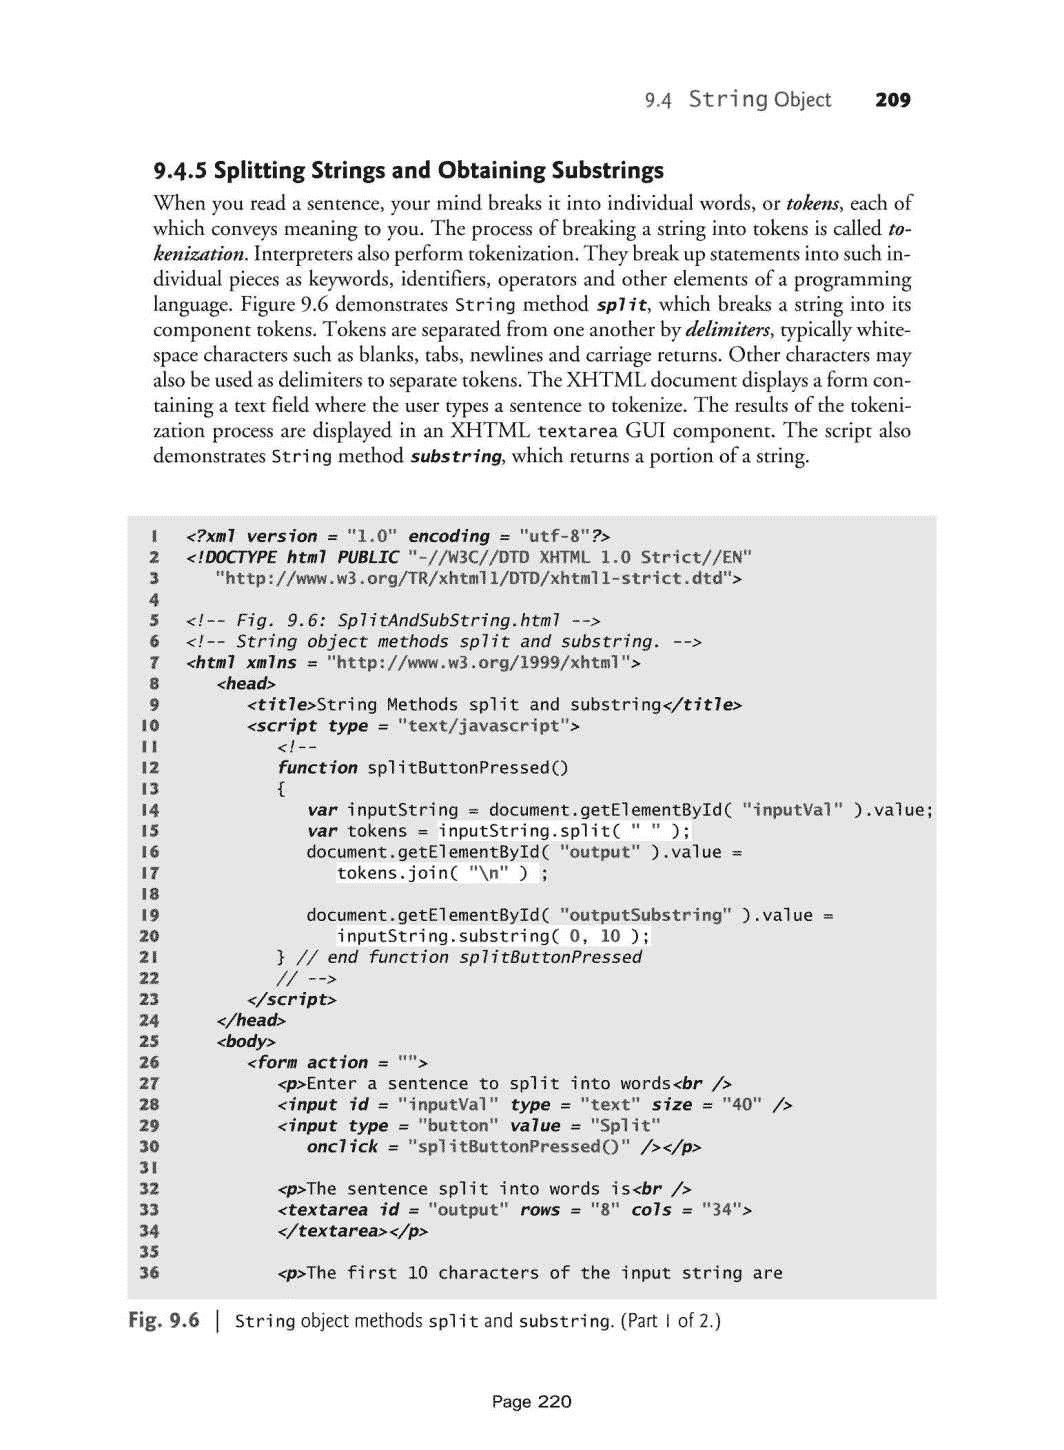 9.4 String Object 209
9.4.5 Splitting Strings and Obtaining Substrings
When you read a sentence, your mind breaks it into individual words, or tokens, each of
which conveys meaning to you. The process of breaking a string into tokens is called to-
kenization. Interpreters also perform tokenization. They break up statements into such in-
dividual pieces as keywords, identifiers, operators and other elements of a programming
language. Figure 9.6 demonstrates String method split, which breaks a string into its
component tokens. Tokens are separated from one another by delimiters, typically white-
space characters such as blanks, tabs, newlines and carriage returns. Other characters may
also be used as delimiters to separate tokens. The XHTML document displays a form con-
taining a text field where the user types a sentence to tokenize. The results of the tokeni-
zation process are displayed in an XHTML textarea GUI component. The script also
demonstrates String method substring, which returns a portion of a string.
1 <?xml version = "1.0" encoding = "utf-8"?>
2 <!DOCTYPE html PUBLIC "-//W3C//DTD XHTML 1.0 Strict//EN"
3 "http://www.w3.org/TR/xhtml1/DTD/xhtml1-strict.dtd">
4
5 <!-- Fig. 9.6: SplitAndSubString.html -->
6 <!-- String object methods split and substring. -->
7 <html xmlns = "http://www.w3.org/1999/xhtml">
8 <head>
9 <title>String Methods split and substring</title>
10 <script type = "text/javascript">
11 <!--
12 function splitButtonPressed()
13 {
14 var inputString = document.getElementById( "inputVal" ).value;
15 var tokens = inputString.split( " " );
16 document.getElementById( "output" ).value =
17 tokens.join( "\n" ) ;
18
19 document.getElementById( "outputSubstring" ).value =
20 inputString.substring( 0, 10 );
21 } // end function splitButtonPressed
22 // -->
23 </script>
24 </head>
25 <body>
26 <form action = "">
27 <p>Enter a sentence to split into words<br />
28 <input id = "inputVal" type = "text" size = "40" />
29 <input type = "button" value = "Split"
30 onclick = "splitButtonPressed()" /></p>
31
32 <p>The sentence split into words is<br />
33 <textarea id = "output" rows = "8" cols = "34">
34 </textarea></p>
35
36 <p>The first 10 characters of the input string are
Fig. 9.6 | String object methods split and substring. (Part 1 of 2.)
Page 220